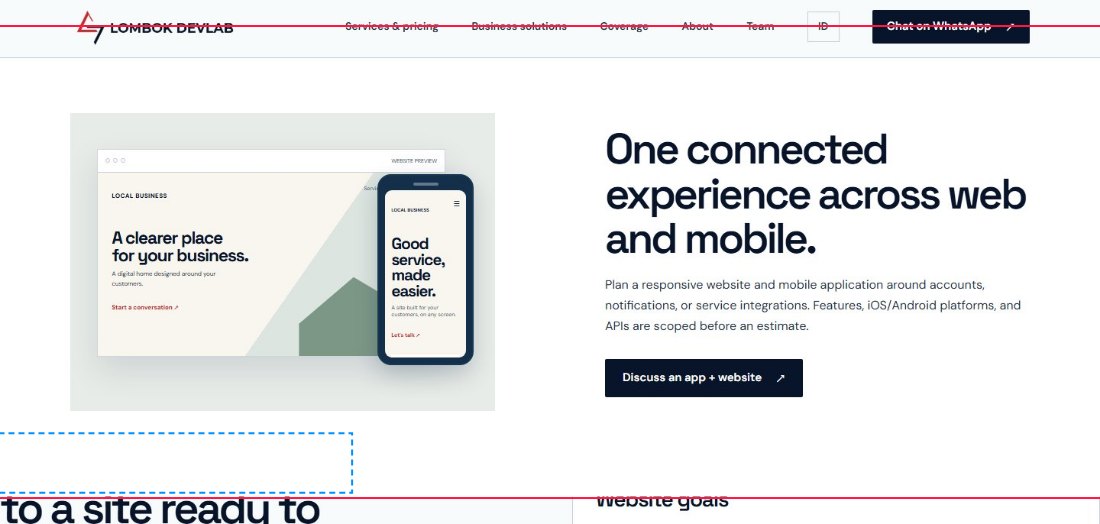 LOMBOK DEVLAB
Services & pricing
Business solutions
Coverage
About
Team
ID
Chat on WhatsApp ↗
WEBSITE PREVIEW
LOCAL BUSINESS
A clearer place
for your business.
A digital home designed around your
customers.
Start a conversation ↗
LOCAL BUSINESS
Good
service,
made
easier.
A site built for your
customers, on any screen.
Let's talk ↗
One connected
experience across web
and mobile.
Plan a responsive website and mobile application around accounts,
notifications, or service integrations. Features, iOS/Android platforms, and
APIs are scoped before an estimate.
Discuss an app + website ↗
to a site ready to
Website goals